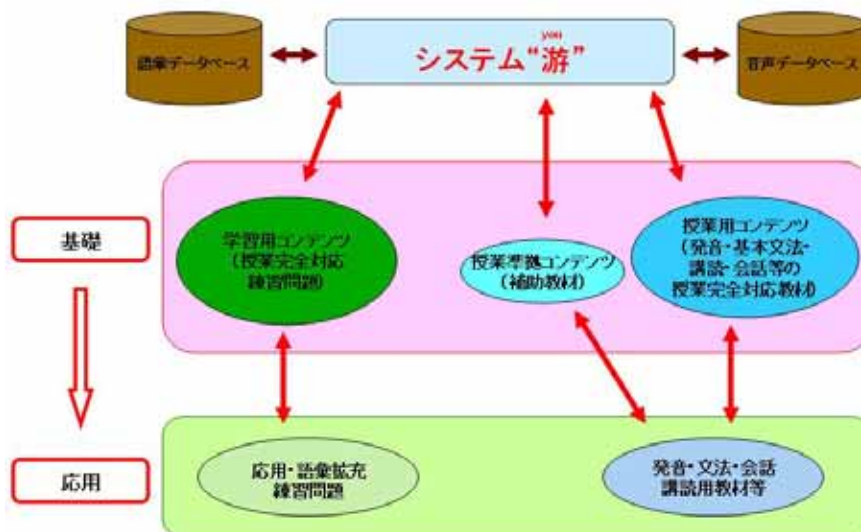 you
語彙データベース
システム“游”
音声データベース
基礎
学習用コンテンツ
(授業完全対応
練習問題)
授業準拠コンテンツ
(補助教材)
授業用コンテンツ
(発音・基本文法・
講読・会話等の
授業完全対応教材)
応用
応用・語彙拡充
練習問題
発音・文法・会話
講読用教材等